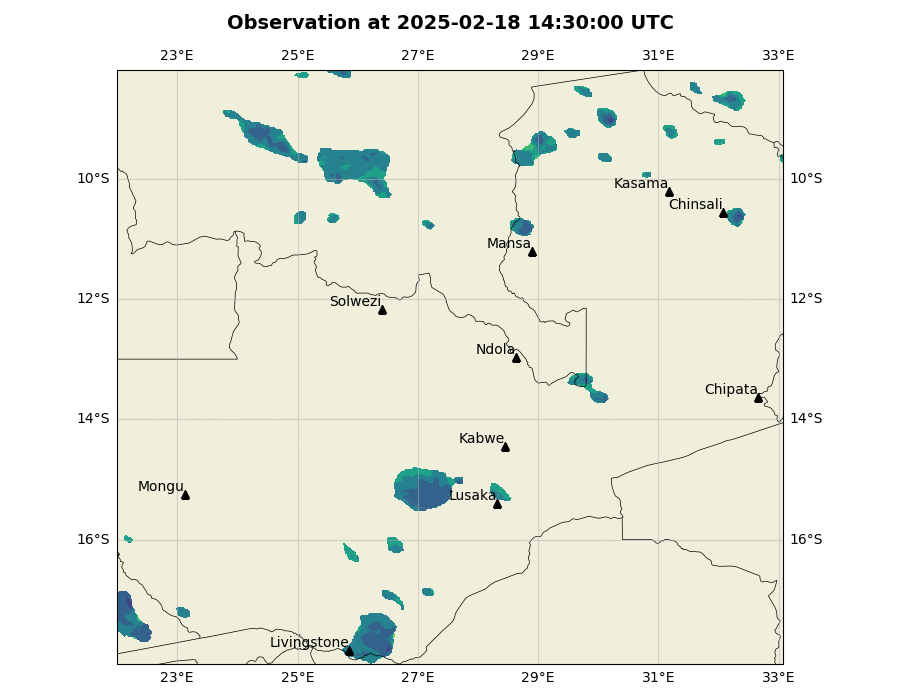 Observation at 2025-02-18 14:30:00 UTC
23°E 25°E 27°E 29°E 31°E 33°E
10°S 10°S
Kasama
Chinsali
Mansa
12°S 12°S
Solwezi
Ndola
Chipata
14°S 14°S
Kabwe
Mongu
Lusaka
16°S 16°S
Livingstone
23°E 25°E 27°E 29°E 31°E 33°E